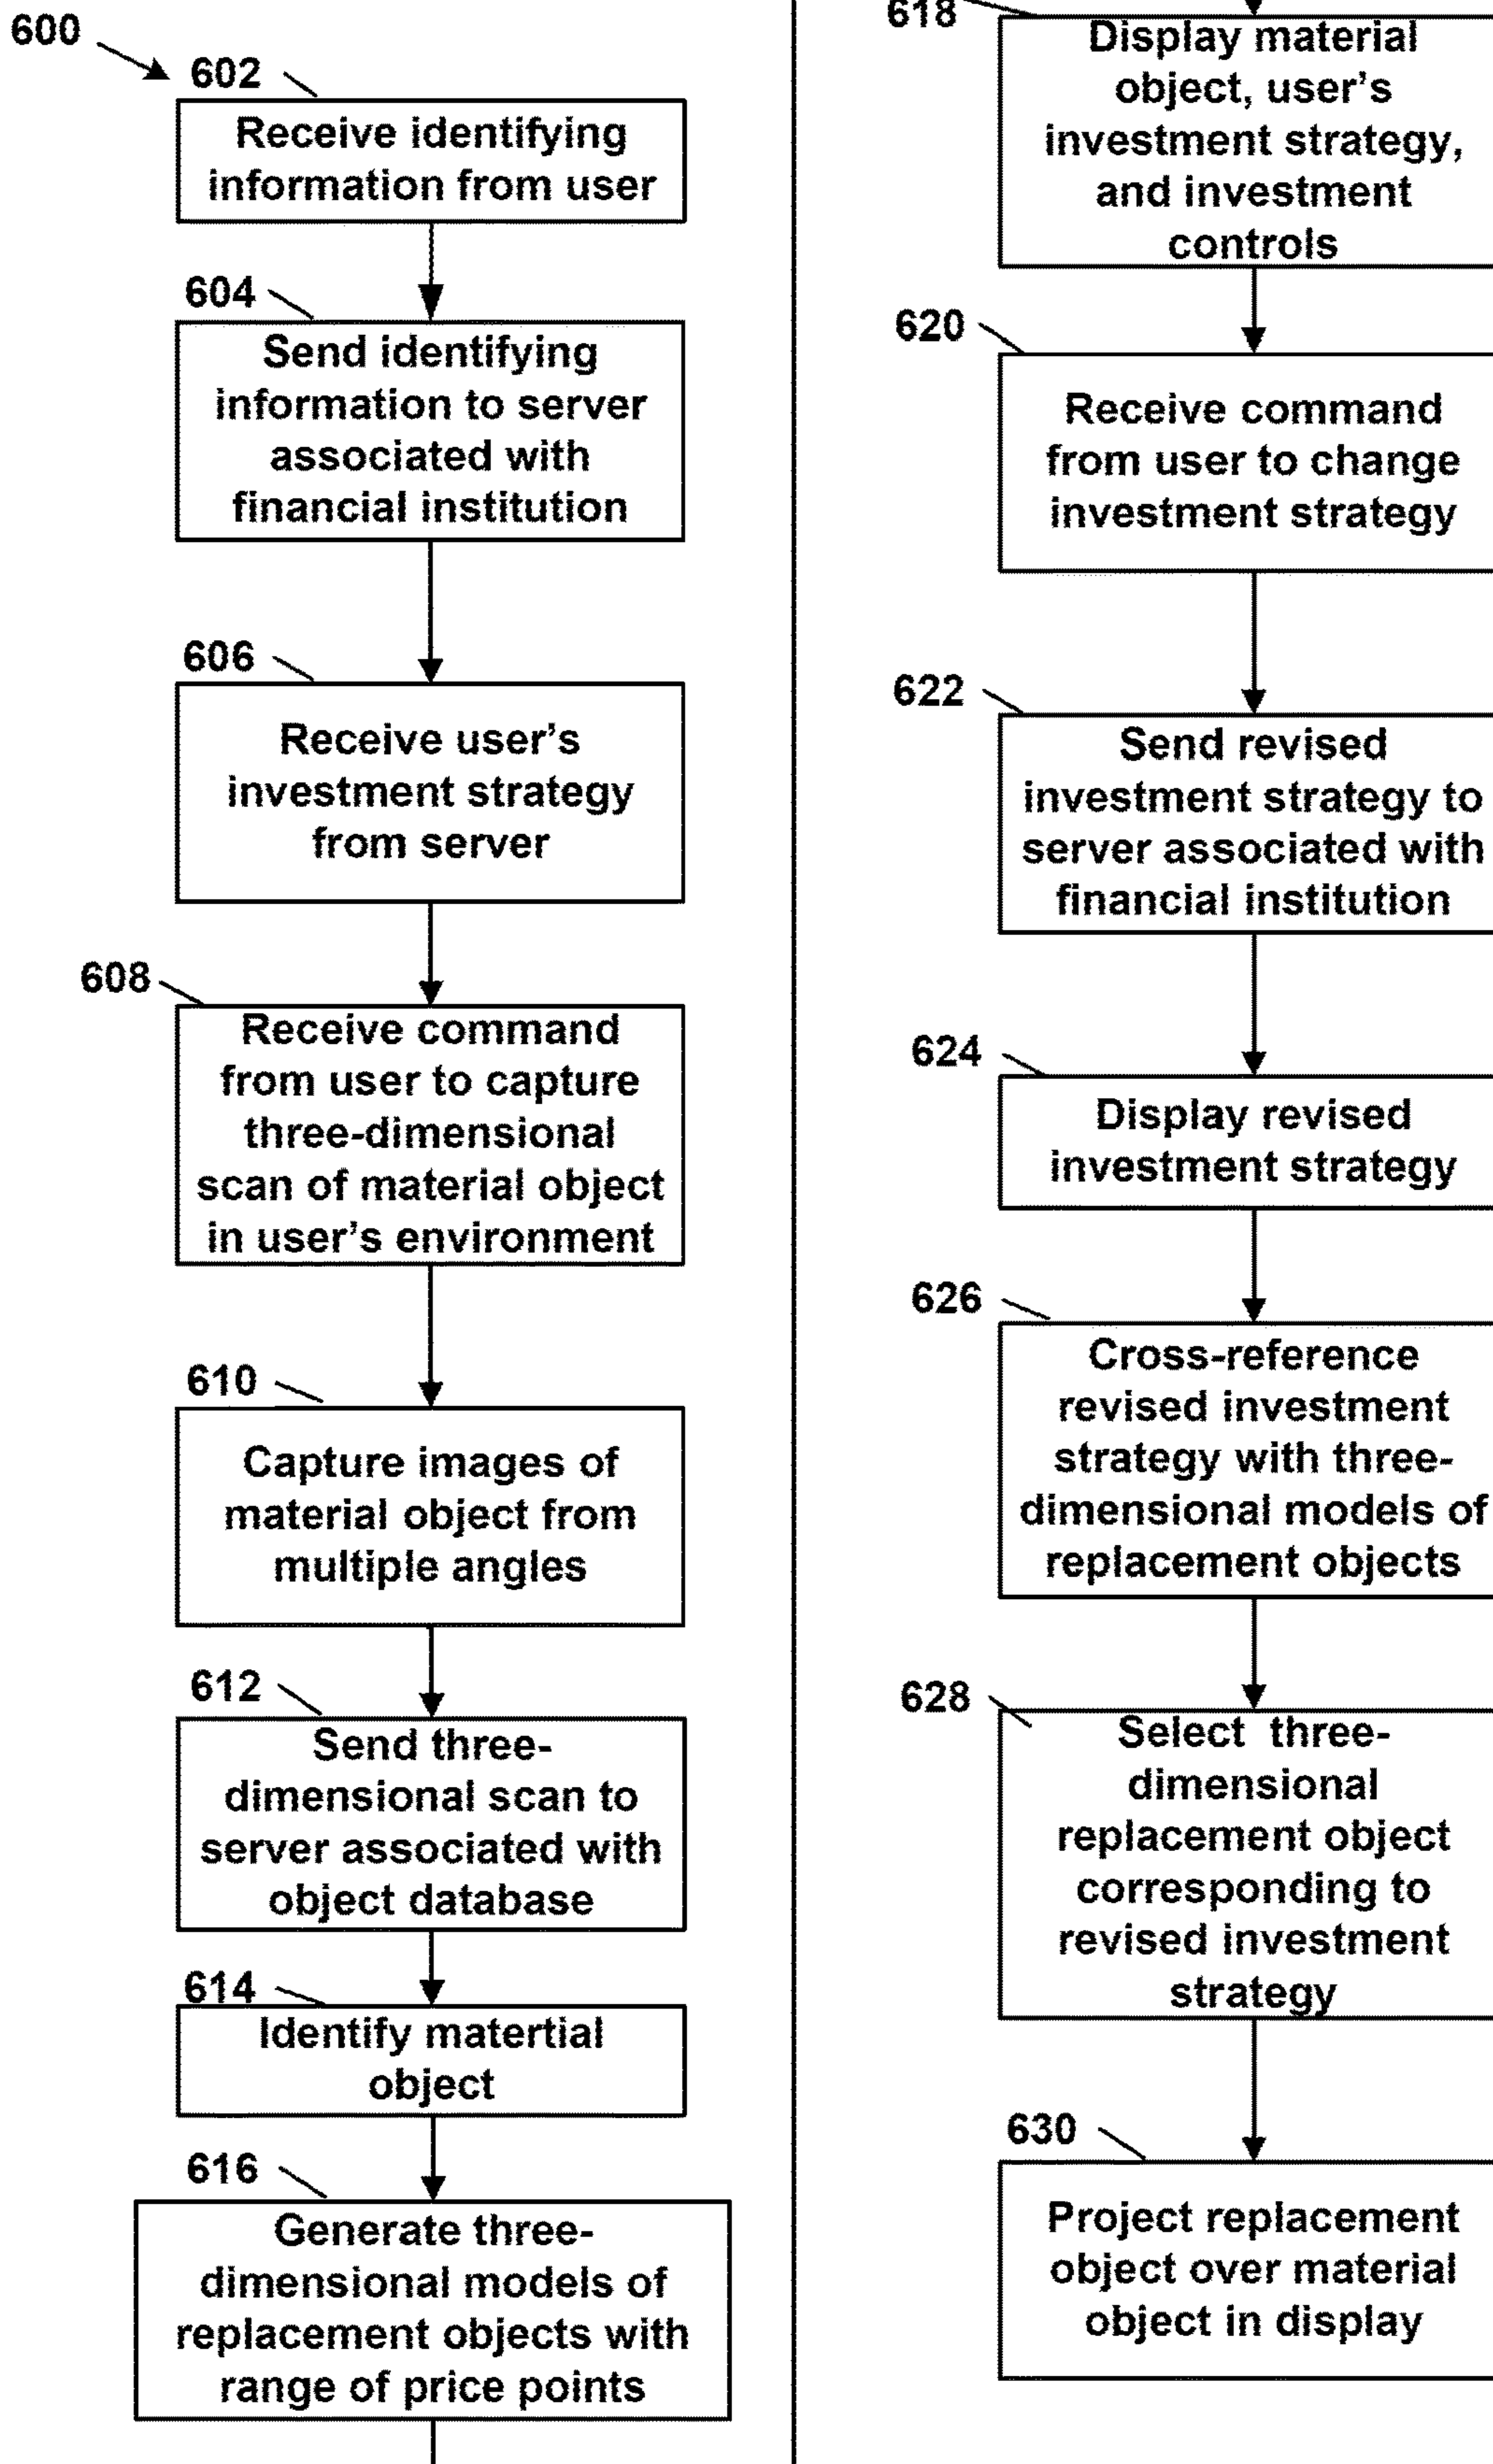 600
602
Receive identifying
information from user
604
Send identifying
information to server
associated with
financial institution
606
Receive user's
investment strategy
from server
608
Receive command
from user to capture
three-dimensional
scan of material object
in user's environment
610
Capture images of
material object from
multiple angles
612
Send three-
dimensional scan to
server associated with
object database
614
Identify matertial
object
616
Generate three-
dimensional models of
replacement objects with
range of price points
618
Display material
object, user's
investment strategy,
and investment
controls
620
Receive command
from user to change
investment strategy
622
Send revised
investment strategy to
server associated with
financial institution
624
Display revised
investment strategy
626
Cross-reference
revised investment
strategy with three-
dimensional models of
replacement objects
628
Select three-
dimensional
replacement object
corresponding to
revised investment
strategy
630
Project replacement
object over material
object in display